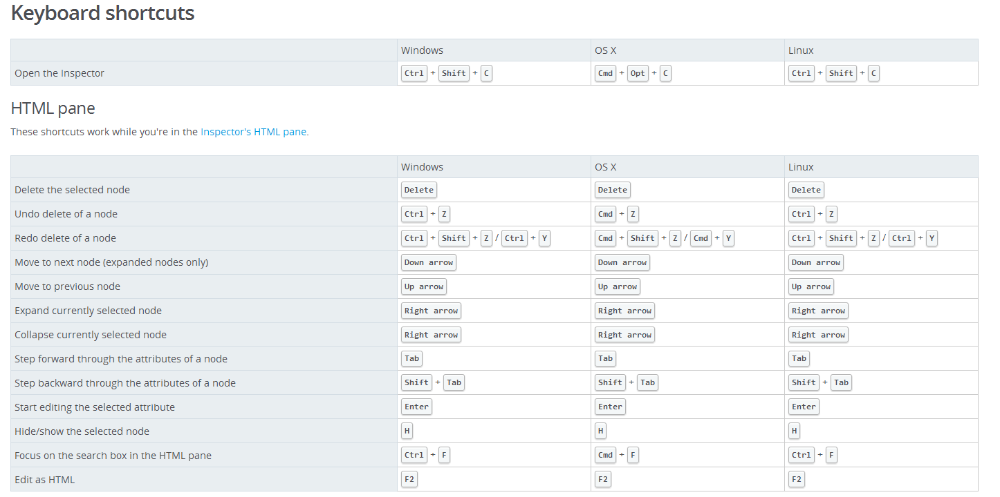 Keyboard shortcuts
Windows OS X Linux
Open the Inspector Ctrl + Shift + C Cmd + Opt + C Ctrl + Shift + C
HTML pane
These shortcuts work while you're in the Inspector's HTML pane.
Windows OS X Linux
Delete the selected node Delete Delete Delete
Undo delete of a node Ctrl + Z Cmd + Z Ctrl + Z
Redo delete of a node Ctrl + Shift + Z / Ctrl + Y Cmd + Shift + Z / Cmd + Y Ctrl + Shift + Z / Ctrl + Y
Move to next node (expanded nodes only) Down arrow Down arrow Down arrow
Move to previous node Up arrow Up arrow Up arrow
Expand currently selected node Right arrow Right arrow Right arrow
Collapse currently selected node Right arrow Right arrow Right arrow
Step forward through the attributes of a node Tab Tab Tab
Step backward through the attributes of a node Shift + Tab Shift + Tab Shift + Tab
Start editing the selected attribute Enter Enter Enter
Hide/show the selected node H H H
Focus on the search box in the HTML pane Ctrl + F Cmd + F Ctrl + F
Edit as HTML F2 F2 F2